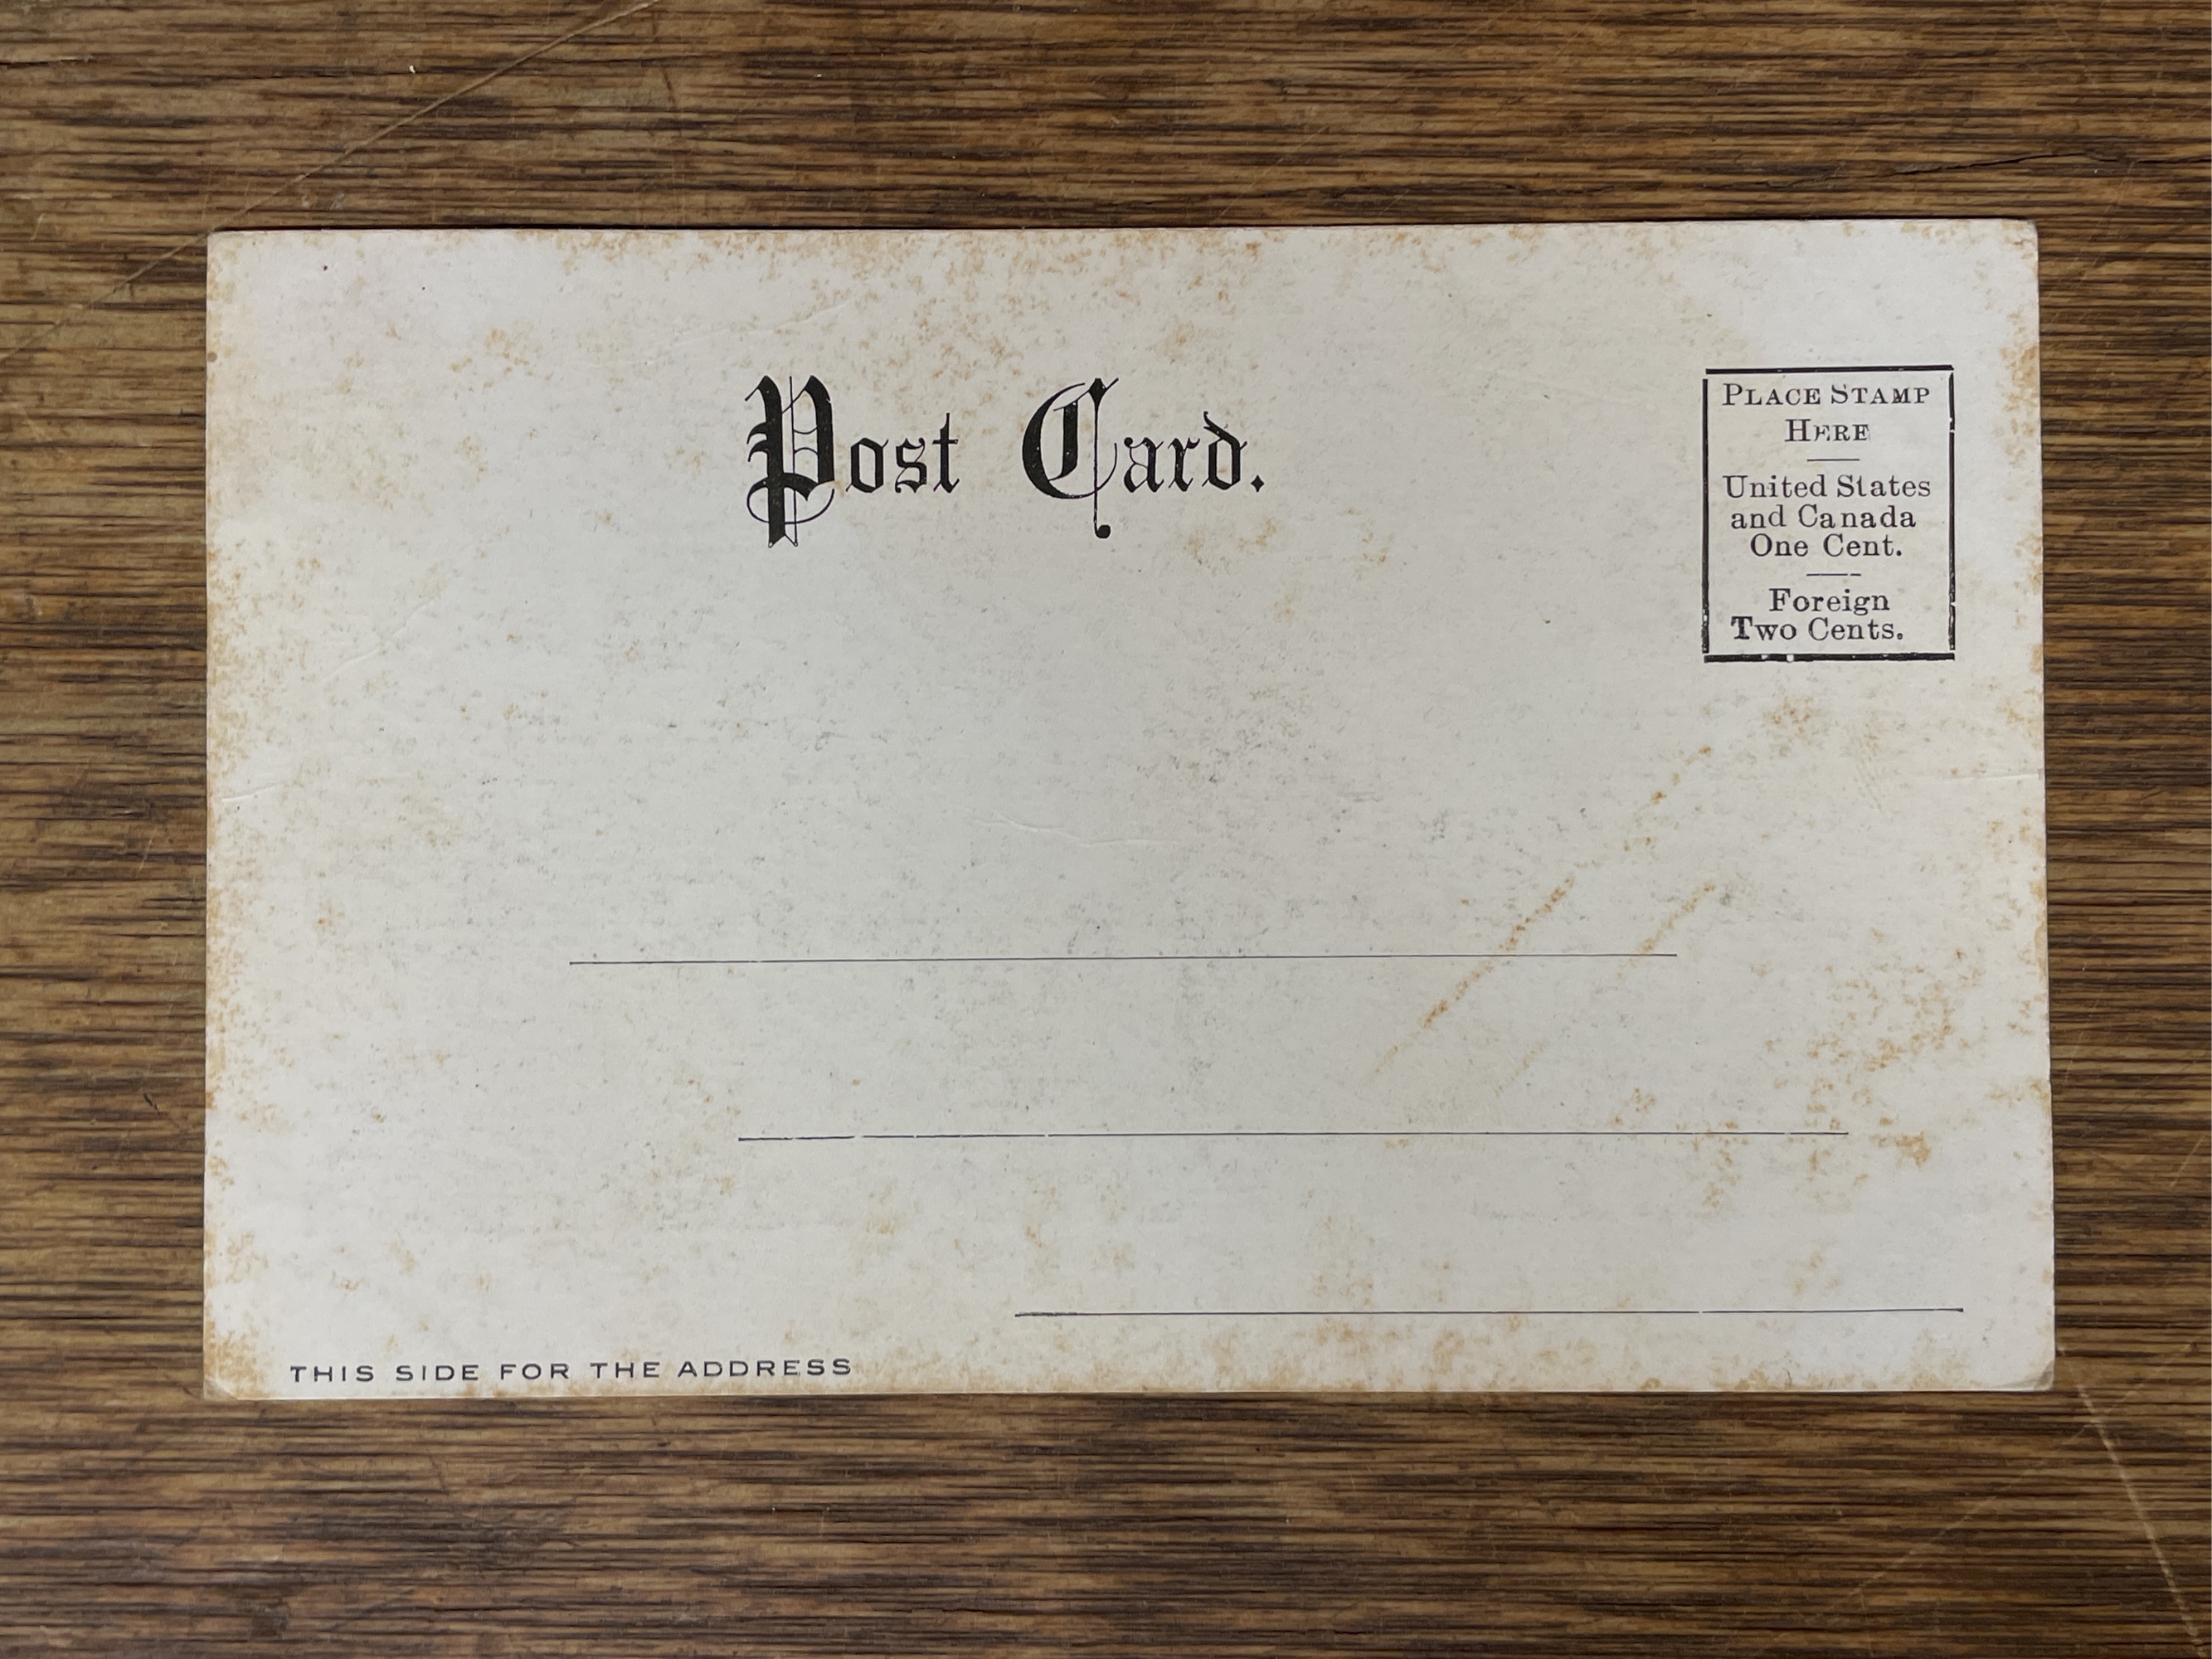 Post Card.
PLACE STAMP
HERE
United States
and Canada
One Cent.
Foreign
Two Cents.
THIS SIDE FOR THE ADDRESS